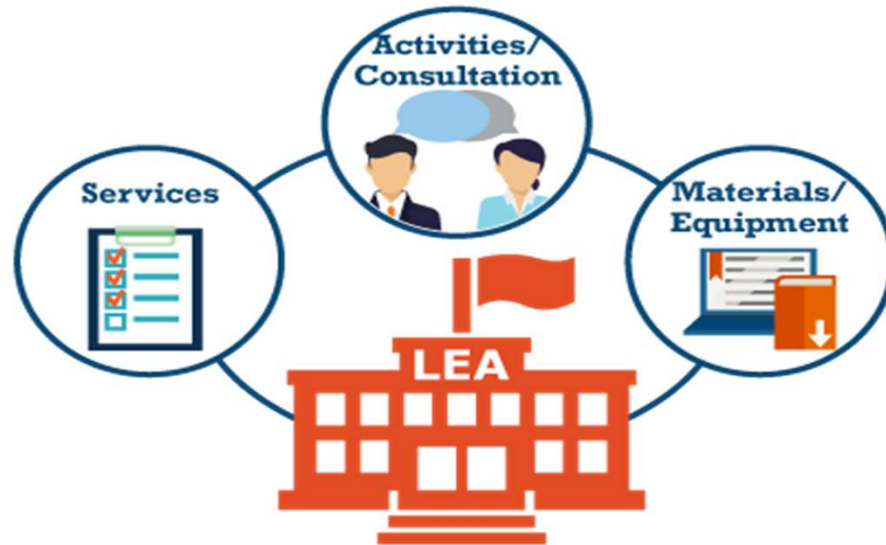 Activities/
Consultation
Services
Materials/
Equipment
LEA